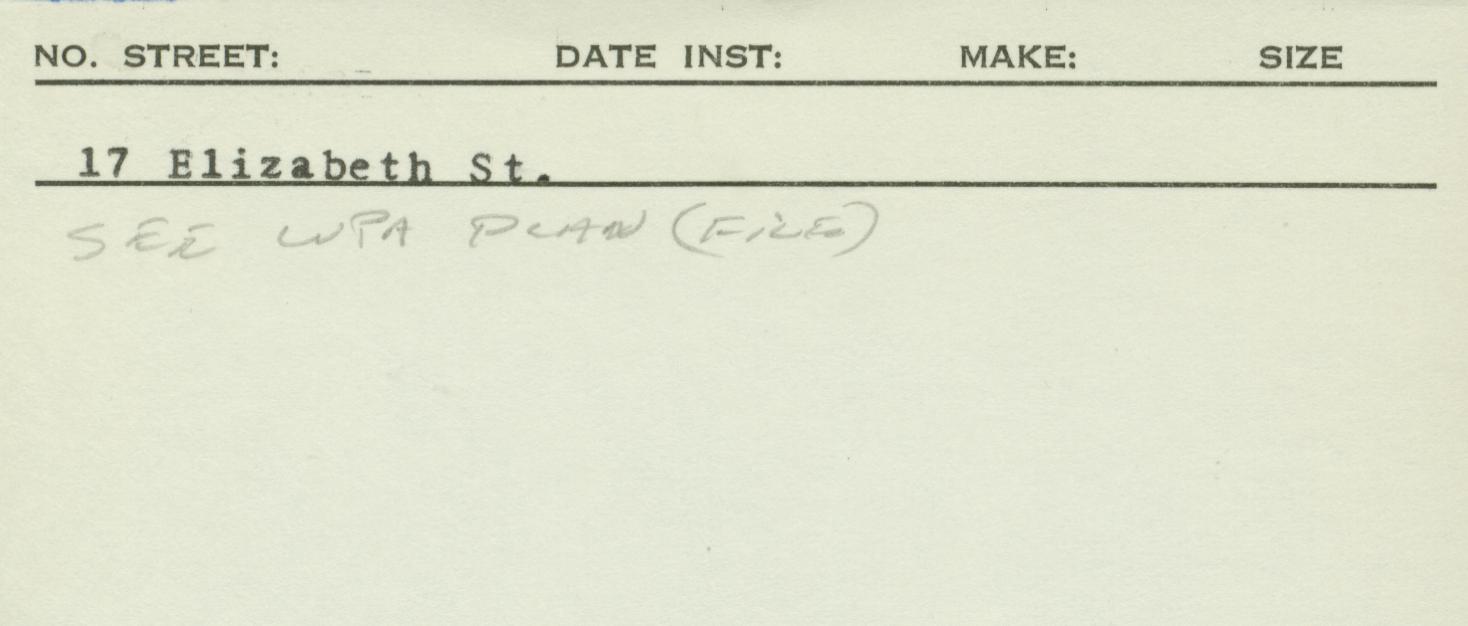 NO. STREET: DATE INST: MAKE: SIZE
17 Elizabeth St.
SEE WPA PLAN (FILE)